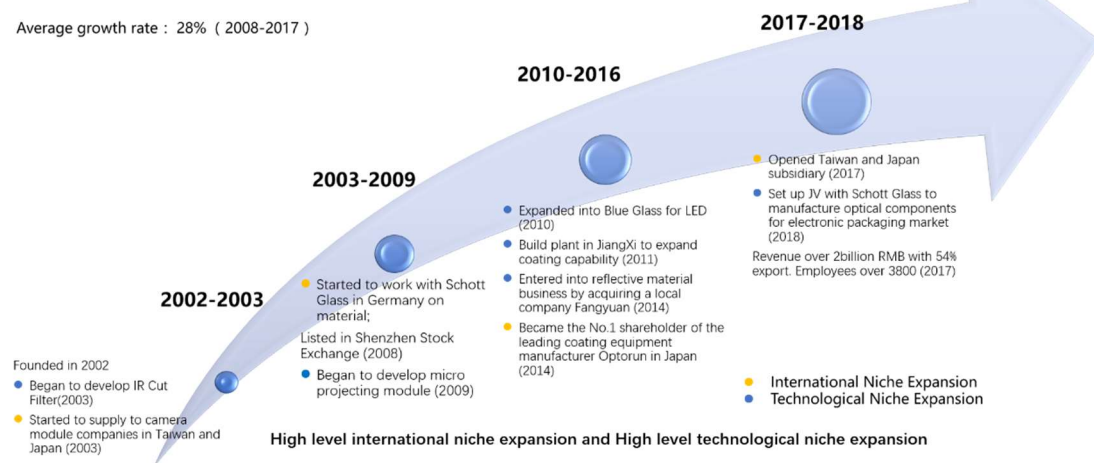 Average growth rate： 28%（2008-2017）
2002-2003
Founded in 2002
Began to develop IR Cut
Filter(2003)
Started to supply to camera
module companies in Taiwan and
Japan (2003)
2003-2009
Started to work with Schott
Glass in Germany on
material;
Listed in Shenzhen Stock
Exchange (2008)
Began to develop micro
projecting module (2009)
2010-2016
Expanded into Blue Glass for LED
(2010)
Build plant in JiangXi to expand
coating capability (2011)
Entered into reflective material
business by acquiring a local
company Fangyuan (2014)
Became the No.1 shareholder of the
leading coating equipment
manufacturer Optorun in Japan
(2014)
2017-2018
Opened Taiwan and Japan
subsidiary (2017)
Set up JV with Schott Glass to
manufacture optical components
for electronic packaging market
(2018)
Revenue over 2billion RMB with 54%
export. Employees over 3800 (2017)
International Niche Expansion
Technological Niche Expansion
High level international niche expansion and High level technological niche expansion